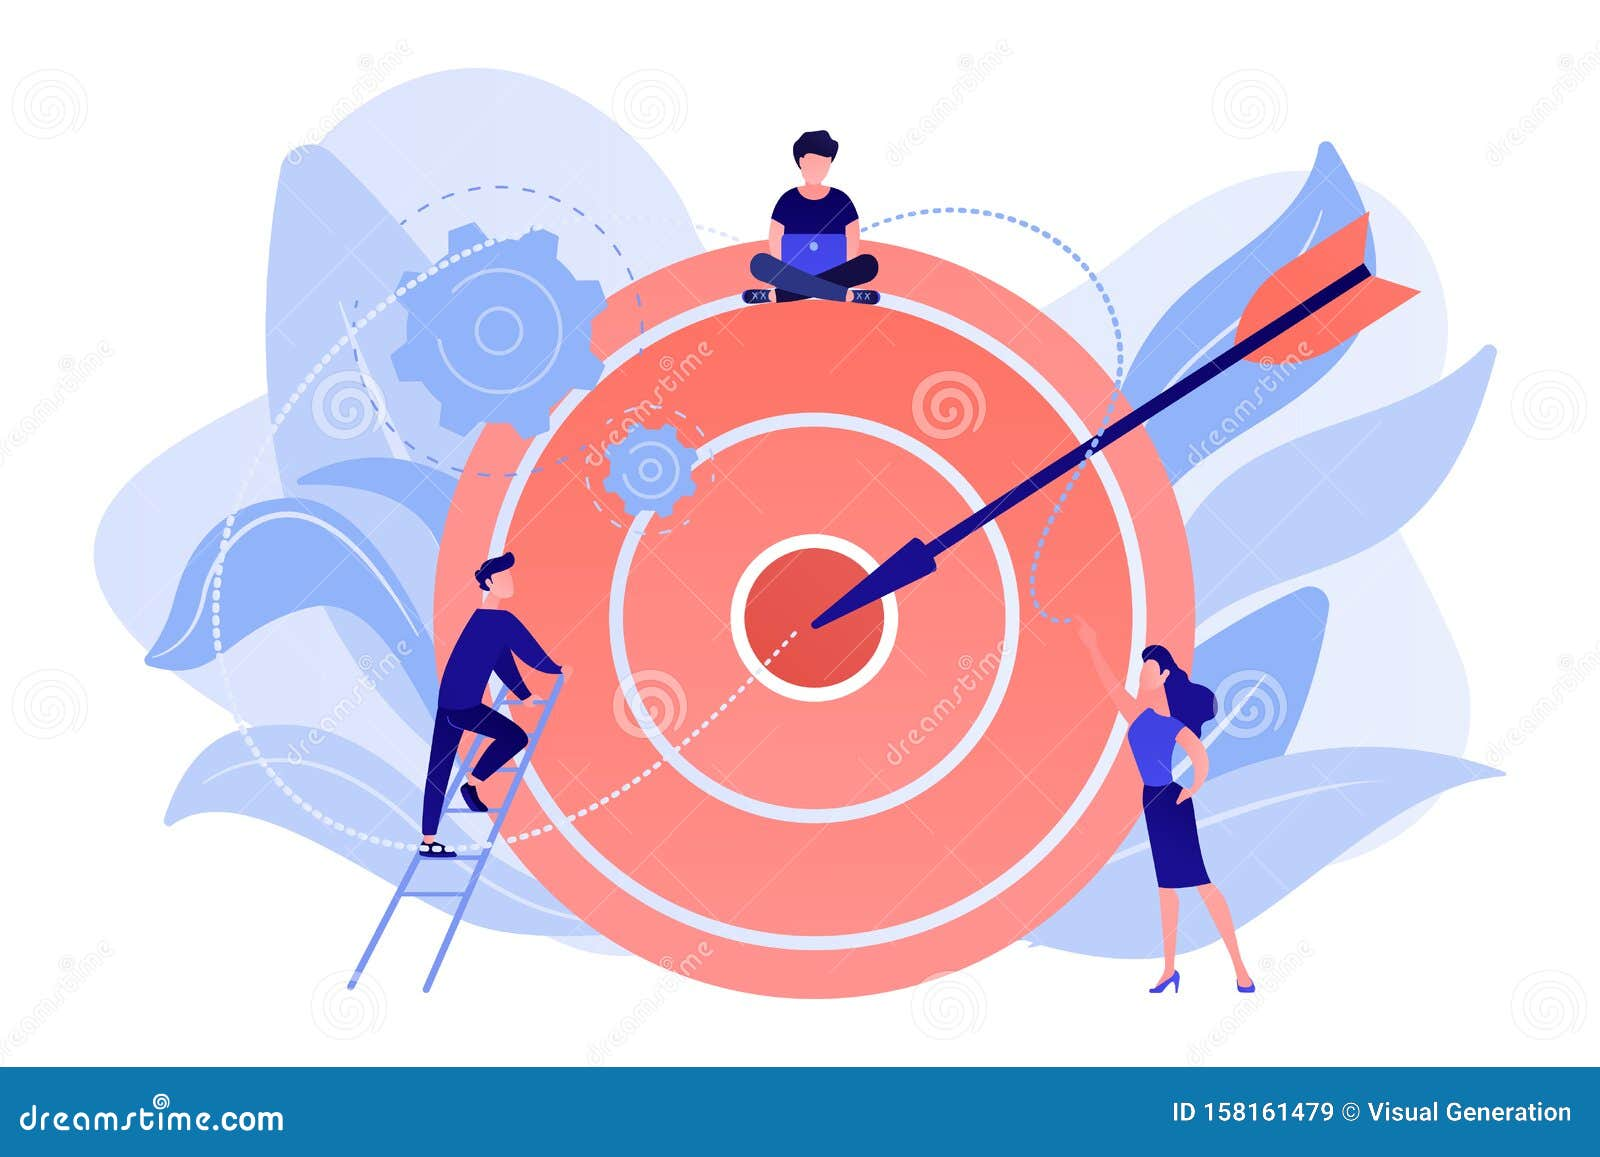 dreamstime.com
ID 158161479 © Visual Generation